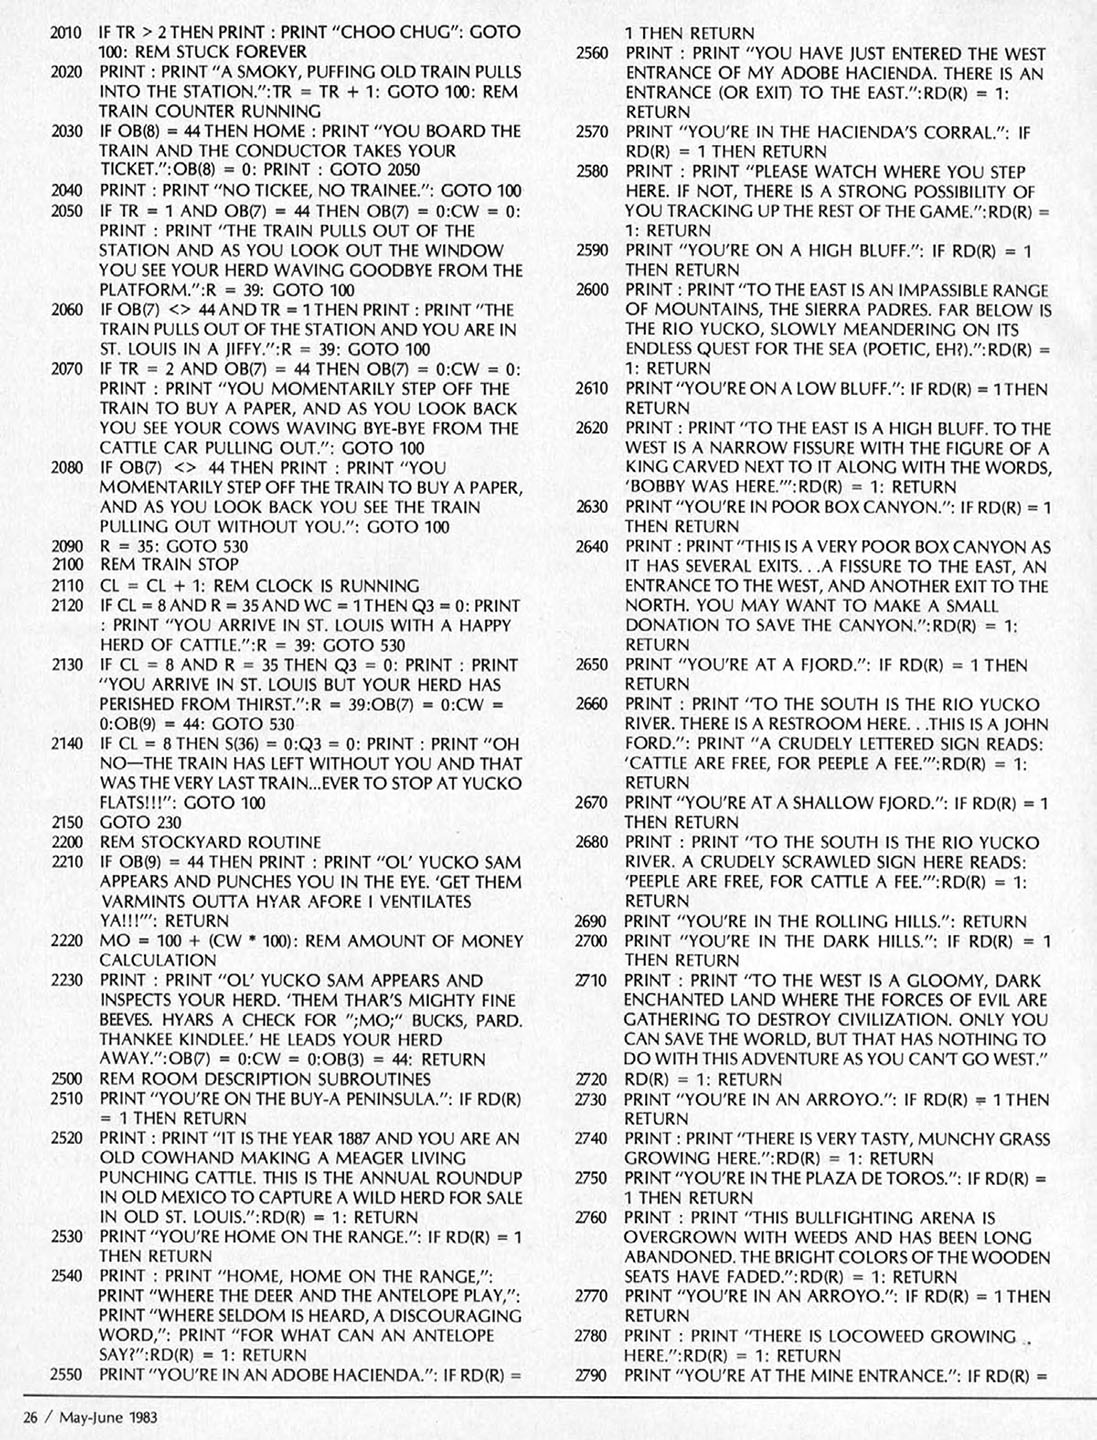 2010 IF TR > 2 THEN PRINT : PRINT "CHOO CHUG": GOTO
100: REM STUCK FOREVER
2020 PRINT : PRINT "A SMOKY, PUFFING OLD TRAIN PULLS
INTO THE STATION.":TR = TR + 1: GOTO 100: REM
TRAIN COUNTER RUNNING
2030 IF OB(8) = 44 THEN HOME : PRINT "YOU BOARD THE
TRAIN AND THE CONDUCTOR TAKES YOUR
TICKET.":OB(8) = 0: PRINT : GOTO 2050
2040 PRINT : PRINT "NO TICKEE, NO TRAINEE.": GOTO 100
2050 IF TR = 1 AND OB(7) = 44 THEN OB(7) = 0:CW = 0:
PRINT : PRINT "THE TRAIN PULLS OUT OF THE
STATION AND AS YOU LOOK OUT THE WINDOW
YOU SEE YOUR HERD WAVING GOODBYE FROM THE
PLATFORM.":R = 39: GOTO 100
2060 IF OB(7) <> 44 AND TR = 1 THEN PRINT : PRINT "THE
TRAIN PULLS OUT OF THE STATION AND YOU ARE IN
ST. LOUIS IN A JIFFY.":R = 39: GOTO 100
2070 IF TR = 2 AND OB(7) = 44 THEN OB(7) = 0:CW = 0:
PRINT : PRINT "YOU MOMENTARILY STEP OFF THE
TRAIN TO BUY A PAPER, AND AS YOU LOOK BACK
YOU SEE YOUR COWS WAVING BYE-BYE FROM THE
CATTLE CAR PULLING OUT.": GOTO 100
2080 IF OB(7) <> 44 THEN PRINT : PRINT "YOU
MOMENTARILY STEP OFF THE TRAIN TO BUY A PAPER,
AND AS YOU LOOK BACK YOU SEE THE TRAIN
PULLING OUT WITHOUT YOU.": GOTO 100
2090 R = 35: GOTO 530
2100 REM TRAIN STOP
2110 CL = CL + 1: REM CLOCK IS RUNNING
2120 IF CL = 8 AND R = 35 AND WC = 1 THEN Q3 = 0: PRINT
: PRINT "YOU ARRIVE IN ST. LOUIS WITH A HAPPY
HERD OF CATTLE.":R = 39: GOTO 530
2130 IF CL = 8 AND R = 35 THEN Q3 = 0: PRINT : PRINT
"YOU ARRIVE IN ST. LOUIS BUT YOUR HERD HAS
PERISHED FROM THIRST.":R = 39:OB(7) = 0:CW =
0:OB(9) = 44: GOTO 530
2140 IF CL = 8 THEN S(36) = 0:Q3 = 0: PRINT : PRINT "OH
NO—THE TRAIN HAS LEFT WITHOUT YOU AND THAT
WAS THE VERY LAST TRAIN...EVER TO STOP AT YUCKO
FLATS!!!": GOTO 100
2150 GOTO 230
2200 REM STOCKYARD ROUTINE
2210 IF OB(9) = 44 THEN PRINT : PRINT "OL' YUCKO SAM
APPEARS AND PUNCHES YOU IN THE EYE. 'GET THEM
VARMINTS OUTTA HYAR AFORE I VENTILATES
YA!!!'": RETURN
2220 MO = 100 + (CW * 100): REM AMOUNT OF MONEY
CALCULATION
2230 PRINT : PRINT "OL' YUCKO SAM APPEARS AND
INSPECTS YOUR HERD. 'THEM THAR'S MIGHTY FINE
BEEVES. HYARS A CHECK FOR ";MO;" BUCKS, PARD.
THANKEE KINDLEE.' HE LEADS YOUR HERD
AWAY.":OB(7) = 0:CW = 0:OB(3) = 44: RETURN
2500 REM ROOM DESCRIPTION SUBROUTINES
2510 PRINT "YOU'RE ON THE BUY-A PENINSULA.": IF RD(R)
= 1 THEN RETURN
2520 PRINT : PRINT "IT IS THE YEAR 1887 AND YOU ARE AN
OLD COWHAND MAKING A MEAGER LIVING
PUNCHING CATTLE. THIS IS THE ANNUAL ROUNDUP
IN OLD MEXICO TO CAPTURE A WILD HERD FOR SALE
IN OLD ST. LOUIS.":RD(R) = 1: RETURN
2530 PRINT "YOU'RE HOME ON THE RANGE.": IF RD(R) = 1
THEN RETURN
2540 PRINT : PRINT "HOME, HOME ON THE RANGE,":
PRINT "WHERE THE DEER AND THE ANTELOPE PLAY,":
PRINT "WHERE SELDOM IS HEARD, A DISCOURAGING
WORD,": PRINT "FOR WHAT CAN AN ANTELOPE
SAY?":RD(R) = 1: RETURN
2550 PRINT "YOU'RE IN AN ADOBE HACIENDA.": IF RD(R) =
1 THEN RETURN
2560 PRINT : PRINT "YOU HAVE JUST ENTERED THE WEST
ENTRANCE OF MY ADOBE HACIENDA. THERE IS AN
ENTRANCE (OR EXIT) TO THE EAST.":RD(R) = 1:
RETURN
2570 PRINT "YOU'RE IN THE HACIENDA'S CORRAL.": IF
RD(R) = 1 THEN RETURN
2580 PRINT : PRINT "PLEASE WATCH WHERE YOU STEP
HERE. IF NOT, THERE IS A STRONG POSSIBILITY OF
YOU TRACKING UP THE REST OF THE GAME.":RD(R) =
1: RETURN
2590 PRINT "YOU'RE ON A HIGH BLUFF.": IF RD(R) = 1
THEN RETURN
2600 PRINT : PRINT "TO THE EAST IS AN IMPASSIBLE RANGE
OF MOUNTAINS, THE SIERRA PADRES. FAR BELOW IS
THE RIO YUCKO, SLOWLY MEANDERING ON ITS
ENDLESS QUEST FOR THE SEA (POETIC, EH?).":RD(R) =
1: RETURN
2610 PRINT "YOU'RE ON A LOW BLUFF.": IF RD(R) = 1 THEN
RETURN
2620 PRINT : PRINT "TO THE EAST IS A HIGH BLUFF. TO THE
WEST IS A NARROW FISSURE WITH THE FIGURE OF A
KING CARVED NEXT TO IT ALONG WITH THE WORDS,
'BOBBY WAS HERE.'":RD(R) = 1: RETURN
2630 PRINT "YOU'RE IN POOR BOX CANYON.": IF RD(R) = 1
THEN RETURN
2640 PRINT : PRINT "THIS IS A VERY POOR BOX CANYON AS
IT HAS SEVERAL EXITS. . .A FISSURE TO THE EAST, AN
ENTRANCE TO THE WEST, AND ANOTHER EXIT TO THE
NORTH. YOU MAY WANT TO MAKE A SMALL
DONATION TO SAVE THE CANYON.":RD(R) = 1:
RETURN
2650 PRINT "YOU'RE AT A FJORD.": IF RD(R) = 1 THEN
RETURN
2660 PRINT : PRINT "TO THE SOUTH IS THE RIO YUCKO
RIVER. THERE IS A RESTROOM HERE. . .THIS IS A JOHN
FORD.": PRINT "A CRUDELY LETTERED SIGN READS:
'CATTLE ARE FREE, FOR PEEPLE A FEE.'":RD(R) = 1:
RETURN
2670 PRINT "YOU'RE AT A SHALLOW FJORD.": IF RD(R) = 1
THEN RETURN
2680 PRINT : PRINT "TO THE SOUTH IS THE RIO YUCKO
RIVER. A CRUDELY SCRAWLED SIGN HERE READS:
'PEEPLE ARE FREE, FOR CATTLE A FEE.'":RD(R) = 1:
RETURN
2690 PRINT "YOU'RE IN THE ROLLING HILLS.": RETURN
2700 PRINT "YOU'RE IN THE DARK HILLS.": IF RD(R) = 1
THEN RETURN
2710 PRINT : PRINT "TO THE WEST IS A GLOOMY, DARK
ENCHANTED LAND WHERE THE FORCES OF EVIL ARE
GATHERING TO DESTROY CIVILIZATION. ONLY YOU
CAN SAVE THE WORLD, BUT THAT HAS NOTHING TO
DO WITH THIS ADVENTURE AS YOU CAN'T GO WEST."
2720 RD(R) = 1: RETURN
2730 PRINT "YOU'RE IN AN ARROYO.": IF RD(R) = 1 THEN
RETURN
2740 PRINT : PRINT "THERE IS VERY TASTY, MUNCHY GRASS
GROWING HERE.":RD(R) = 1: RETURN
2750 PRINT "YOU'RE IN THE PLAZA DE TOROS.": IF RD(R) =
1 THEN RETURN
2760 PRINT : PRINT "THIS BULLFIGHTING ARENA IS
OVERGROWN WITH WEEDS AND HAS BEEN LONG
ABANDONED. THE BRIGHT COLORS OF THE WOODEN
SEATS HAVE FADED.":RD(R) = 1: RETURN
2770 PRINT "YOU'RE IN AN ARROYO.": IF RD(R) = 1 THEN
RETURN
2780 PRINT : PRINT "THERE IS LOCOWEED GROWING
HERE.":RD(R) = 1: RETURN
2790 PRINT "YOU'RE AT THE MINE ENTRANCE.": IF RD(R) =
26 / May-June 1983